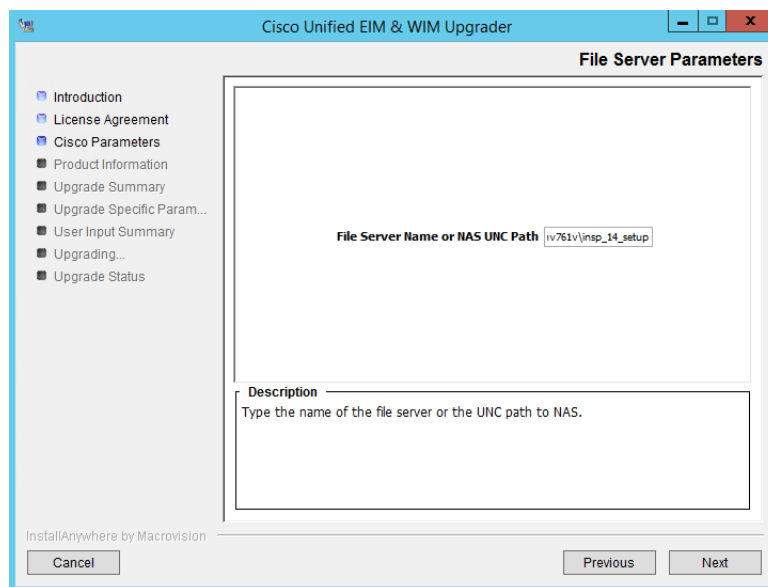 Cisco Unified EIM & WIM Upgrader
File Server Parameters
Introduction
License Agreement
Cisco Parameters
Product Information
Upgrade Summary
Upgrade Specific Param...
User Input Summary
Upgrading...
Upgrade Status
File Server Name or NAS UNC Path
v761v\insp_14_setup
Description
Type the name of the file server or the UNC path to NAS.
InstallAnywhere by Macrovision
Cancel
Previous
Next